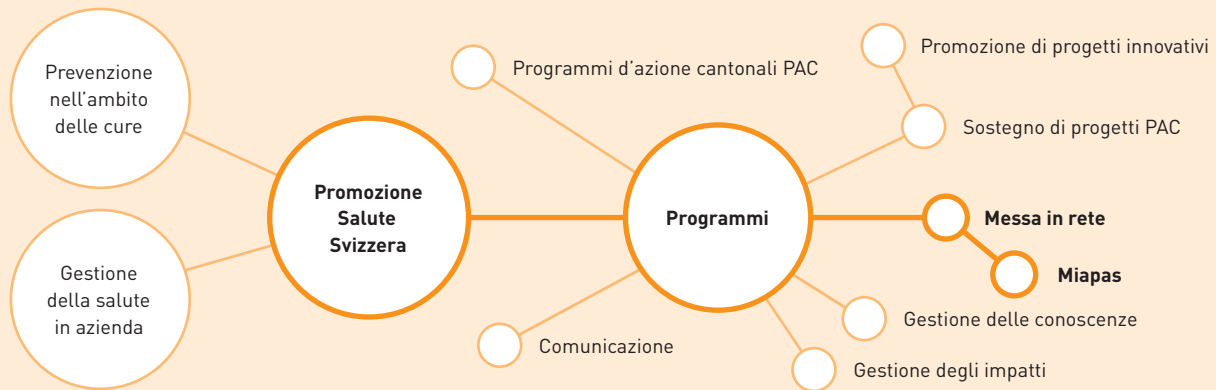 Prevenzione
nell'ambito
delle cure
Gestione
della salute
in azienda
Promozione
Salute
Svizzera
Programmi d'azione cantonali PAC
Programmi
Comunicazione
Promozione di progetti innovativi
Sostegno di progetti PAC
Messa in rete
Miapas
Gestione delle conoscenze
Gestione degli impatti